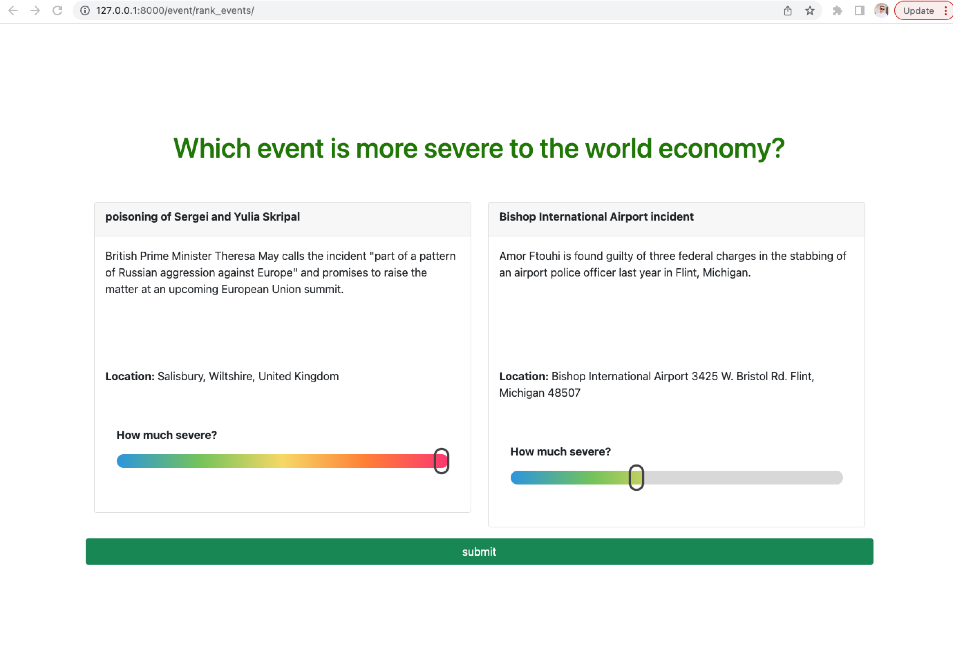 127.0.0.1:8000/event/rank_events/
Update
Which event is more severe to the world economy?
poisoning of Sergei and Yulia Skripal
British Prime Minister Theresa May calls the incident "part of a pattern
of Russian aggression against Europe" and promises to raise the
matter at an upcoming European Union summit.
Location: Salisbury, Wiltshire, United Kingdom
How much severe?
Bishop International Airport incident
Amor Ftouhi is found guilty of three federal charges in the stabbing of
an airport police officer last year in Flint, Michigan.
Location: Bishop International Airport 3425 W. Bristol Rd. Flint,
Michigan 48507
How much severe?
submit